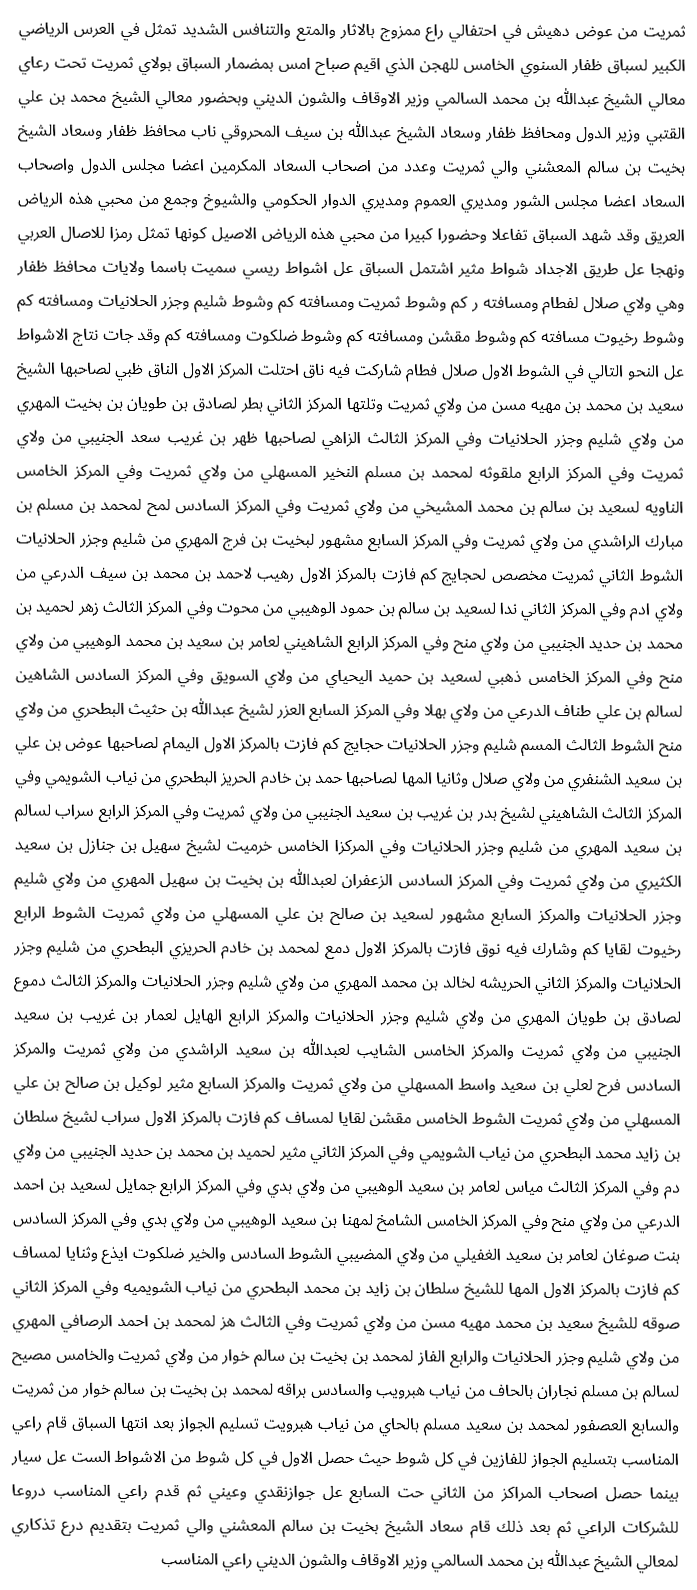 ثمريت من عوض دهيش في احتفالي راع ممزوج بالاثار والمتع والتنافس الشديد تمثل في العرس الرياضي
الكبير لسباق ظفار السنوي الخامس للهجن الذي اقيم صباح امس بمضمار السباق بولاي ثمريت تحت رعاي
معالي الشيخ عبدالله بن محمد السالمي وزير الاوقاف والشون الديني وبحضور معالي الشيخ محمد بن علي
القتبي وزير الدول ومحافظ ظفار وسعاد الشيخ عبدالله بن سيف المحروقي ناب محافظ ظفار وسعاد الشيخ
بخيت بن سالم المعشني والي ثمريت وعدد من اصحاب السعاد المكرمين اعضا مجلس الدول واصحاب
السعاد اعضا مجلس الشور ومديري العموم ومديري الدوار الحكومي والشيوخ وجمع من محبي هذه الرياض
العريق وقد شهد السباق تفاعلا وحضورا كبيرا من محبي هذه الرياض الاصيل كونها تمثل رمزا للاصال العربي
ونهجا عل طريق الاجداد شواط مثير اشتمل السباق عل اشواط ريسي سميت باسما ولايات محافظ ظفار
وهي ولاي صلال لفطام ومسافته ر كم وشوط ثمريت ومسافته كم وشوط شليم وجزر الحلانيات ومسافته كم
وشوط رخيوت مسافته كم وشوط مقشن ومسافته كم وشوط ضلكوت ومسافته كم وقد جات نتاج الاشواط
عل النحو التالي في الشوط الاول صلال فطام شاركت فيه ناق احتلت المركز الاول الناق ظبي لصاحبها الشيخ
سعيد بن محمد بن مهيه مسن من ولاي ثمريت وتلتها المركز الثاني بطر لصادق بن طويان بن بخيت المهري
من ولاي شليم وجزر الحلانيات وفي المركز الثالث الزاهي لصاحبها ظهر بن غريب سعد الجنيبي من ولاي
ثمريت وفي المركز الرابع ملقوثه لمحمد بن مسلم النخير المسهلي من ولاي ثمريت وفي المركز الخامس
الناويه لسعيد بن سالم بن محمد المشيخي من ولاي ثمريت وفي المركز السادس لمح لمحمد بن مسلم بن
مبارك الراشدي من ولاي ثمريت وفي المركز السابع مشهور لبخيت بن فرج المهري من شليم وجزر الحلانيات
الشوط الثاني ثمريت مخصص لحجايج كم فازت بالمركز الاول رهيب لاحمد بن محمد بن سيف الدرعي من
ولاي ادم وفي المركز الثاني ندا لسعيد بن سالم بن حمود الوهيبي من محوت وفي المركز الثالث زهر لحميد بن
محمد بن حديد الجنيبي من ولاي منح وفي المركز الرابع الشاهيني لعامر بن سعيد بن محمد الوهيبي من ولاي
منح وفي المركز الخامس ذهبي لسعيد بن حميد اليحياي من ولاي السويق وفي المركز السادس الشاهين
لسالم بن علي طناف الدرعي من ولاي بهلا وفي المركز السابع العزر لشيخ عبدالله بن حثيث البطحري من ولاي
منح الشوط الثالث المسم شليم وجزر الحلانيات حجايج كم فازت بالمركز الاول اليمام لصاحبها عوض بن علي
بن سعيد الشنفري من ولاي صلال وثانيا المها لصاحبها حمد بن خادم الحريز البطحري من نياب الشويمي وفي
المركز الثالث الشاهيني لشيخ بدر بن غريب بن سعيد الجنيبي من ولاي ثمريت وفي المركز الرابع سراب لسالم
بن سعيد المهري من شليم وجزر الحلانيات وفي المركزا الخامس خرميت لشيخ سهيل بن جنازل بن سعيد
الكثيري من ولاي ثمريت وفي المركز السادس الزعفران لعبدالله بن بخيت بن سهيل المهري من ولاي شليم
وجزر الحلانيات والمركز السابع مشهور لسعيد بن صالح بن علي المسهلي من ولاي ثمريت الشوط الرابع
رخيوت لقايا كم وشارك فيه نوق فازت بالمركز الاول دمع لمحمد بن خادم الحريزي البطحري من شليم وجزر
الحلانيات والمركز الثاني الحريشه لخالد بن محمد المهري من ولاي شليم وجزر الحلانيات والمركز الثالث دموع
لصادق بن طويان المهري من ولاي شليم وجزر الحلانيات والمركز الرابع الهايل لعمار بن غريب بن سعيد
الجنيبي من ولاي ثمريت والمركز الخامس الشايب لعبدالله بن سعيد الراشدي من ولاي ثمريت والمركز
السادس فرح لعلي بن سعيد واسط المسهلي من ولاي ثمريت والمركز السابع مثير لوكيل بن صالح بن علي
المسهلي من ولاي ثمريت الشوط الخامس مقشن لقايا لمساف كم فازت بالمركز الاول سراب لشيخ سلطان
بن زايد محمد البطحري من نياب الشويمي وفي المركز الثاني مثير لحميد بن محمد بن حديد الجنيبي من ولاي
دم وفي المركز الثالث مياس لعامر بن سعيد الوهيبي من ولاي بدي وفي المركز الرابع جمايل لسعيد بن احمد
الدرعي من ولاي منح وفي المركز الخامس الشامخ لمهنا بن سعيد الوهيبي من ولاي بدي وفي المركز السادس
بنت صوغان لعامر بن سعيد الغفيلي من ولاي المضيبي الشوط السادس والخير ضلكوت ايذع وثنايا لمساف
كم فازت بالمركز الاول المها للشيخ سلطان بن زايد بن محمد البطحري من نياب الشويميه وفي المركز الثاني
صوقه للشيخ سعيد بن محمد مهيه مسن من ولاي ثمريت وفي الثالث هز لمحمد بن احمد الرصافي المهري
من ولاي شليم وجزر الحلانيات والرابع الفاز لمحمد بن بخيت بن سالم خوار من ولاي ثمريت والخامس مصيح
لسالم بن مسلم نجاران بالحاف من نياب هبرويب والسادس براقه لمحمد بن بخيت بن سالم خوار من ثمريت
والسابع العصفور لمحمد بن سعيد مسلم بالحاي من نياب هبرويت تسليم الجواز بعد انتها السباق قام راعي
المناسب بتسليم الجواز للفازين في كل شوط حيث حصل الاول في كل شوط من الاشواط الست عل سيار
بينما حصل اصحاب المراكز من الثاني حت السابع عل جوازنقدي وعيني ثم قدم راعي المناسب دروعا
للشركات الراعي ثم بعد ذلك قام سعاد الشيخ بخيت بن سالم المعشني والي ثمريت بتقديم درع تذكاري
لمعالي الشيخ عبدالله بن محمد السالمي وزير الاوقاف والشون الديني راعي المناسب